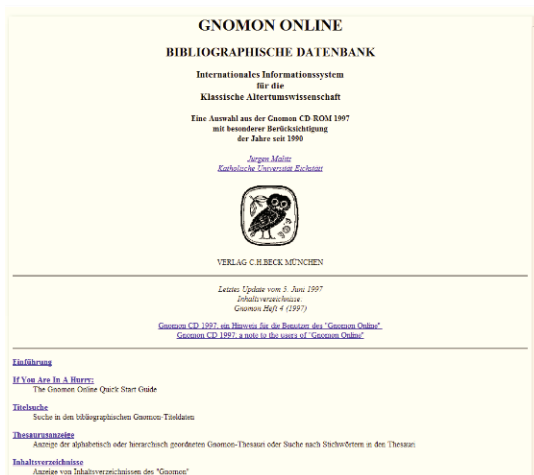 GNOMON ONLINE
BIBLIOGRAPHISCHE DATENBANK
Internationales Informationssystem
für die
Klassische Altertumswissenschaft
Eine Auswahl aus der Gnomon CD-ROM 1997
mit besonderer Berücksichtigung
der Jahre seit 1990
Jürgen Malitz
Katholische Universität Eichstätt
VERLAG C.H.BECK MÜNCHEN
Letztes Update vom 5. Juni 1997
Inhaltsverzeichnisse:
Gnomon Heft 4 (1997)
Gnomon CD 1997: ein Hinweis für die Benutzer des "Gnomon Online"
Gnomon CD 1997: a note to the users of "Gnomon Online"
Einführung
If You Are In A Hurry:
The Gnomon Online Quick Start Guide
Titelsuche
Suche in den bibliographischen Gnomon-Titeldaten
Thesaurusanzeige
Anzeige der alphabetisch oder hierarchisch geordneten Gnomon-Thesauri oder Suche nach Stichwörtern in den Thesauri
Inhaltsverzeichnisse
Anzeige von Inhaltsverzeichnissen des "Gnomon"